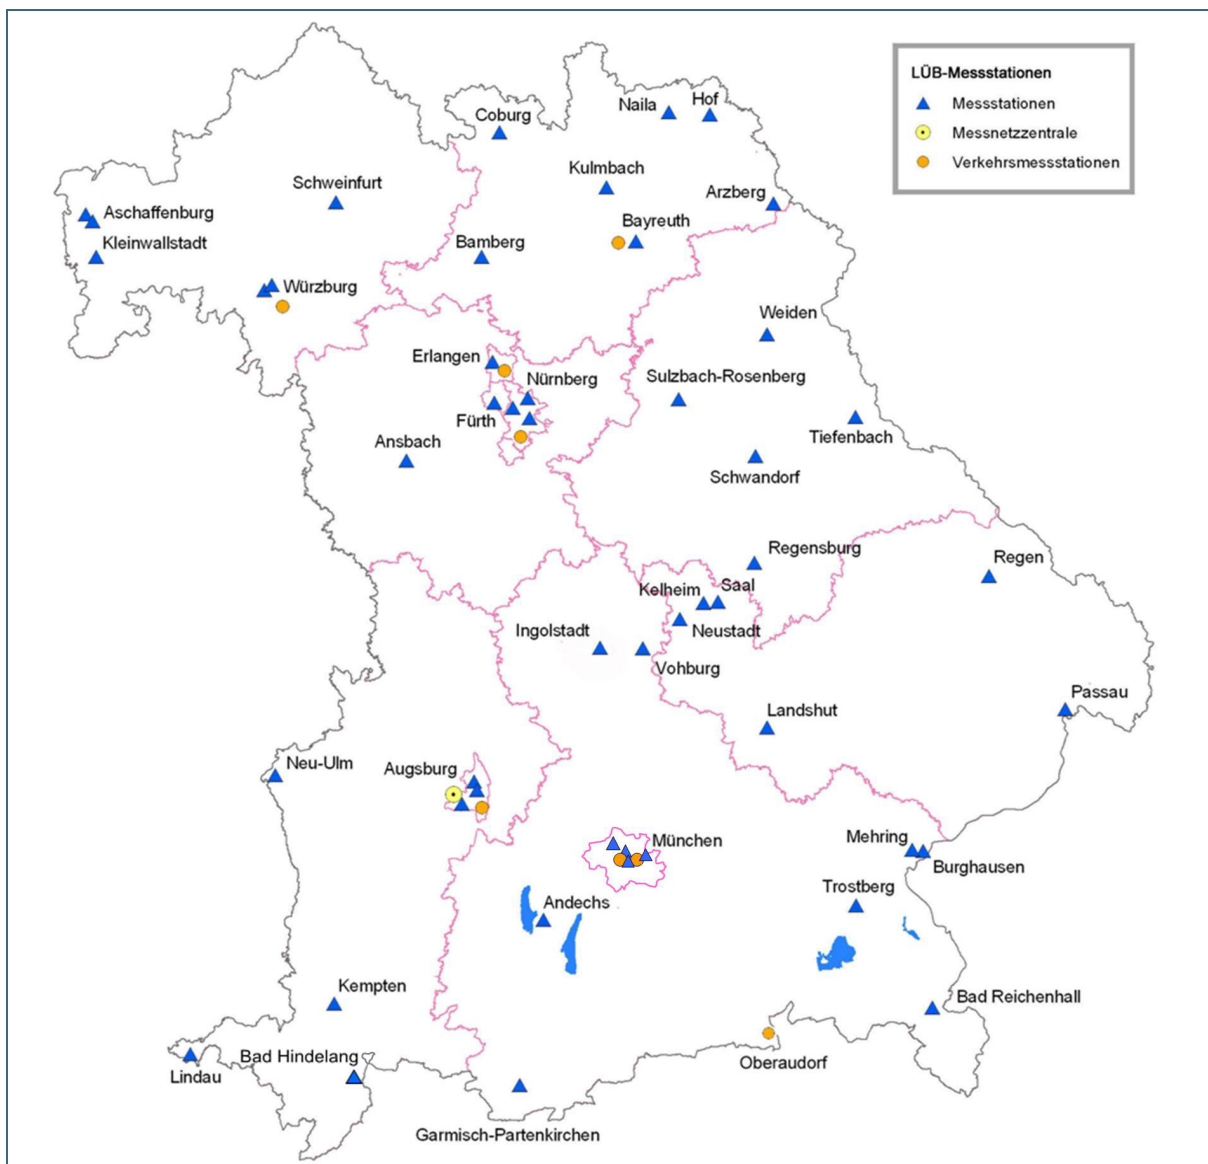 LÜB-Messstationen
Messstationen
Messnetzzentrale
Verkehrsmessstationen
Naila
Hof
Coburg
Kulmbach
Schweinfurt
Arzberg
Aschaffenburg
Bayreuth
Kleinwallstadt
Bamberg
Würzburg
Weiden
Erlangen
Nürnberg
Sulzbach-Rosenberg
Fürth
Tiefenbach
Ansbach
Schwandorf
Regensburg
Regen
Kelheim
Saal
Ingolstadt
Neustadt
Vohburg
Passau
Landshut
Neu-Ulm
Augsburg
München
Mehring
Burghausen
Trostberg
Andechs
Kempten
Bad Reichenhall
Bad Hindelang
Oberaudorf
Lindau
Garmisch-Partenkirchen